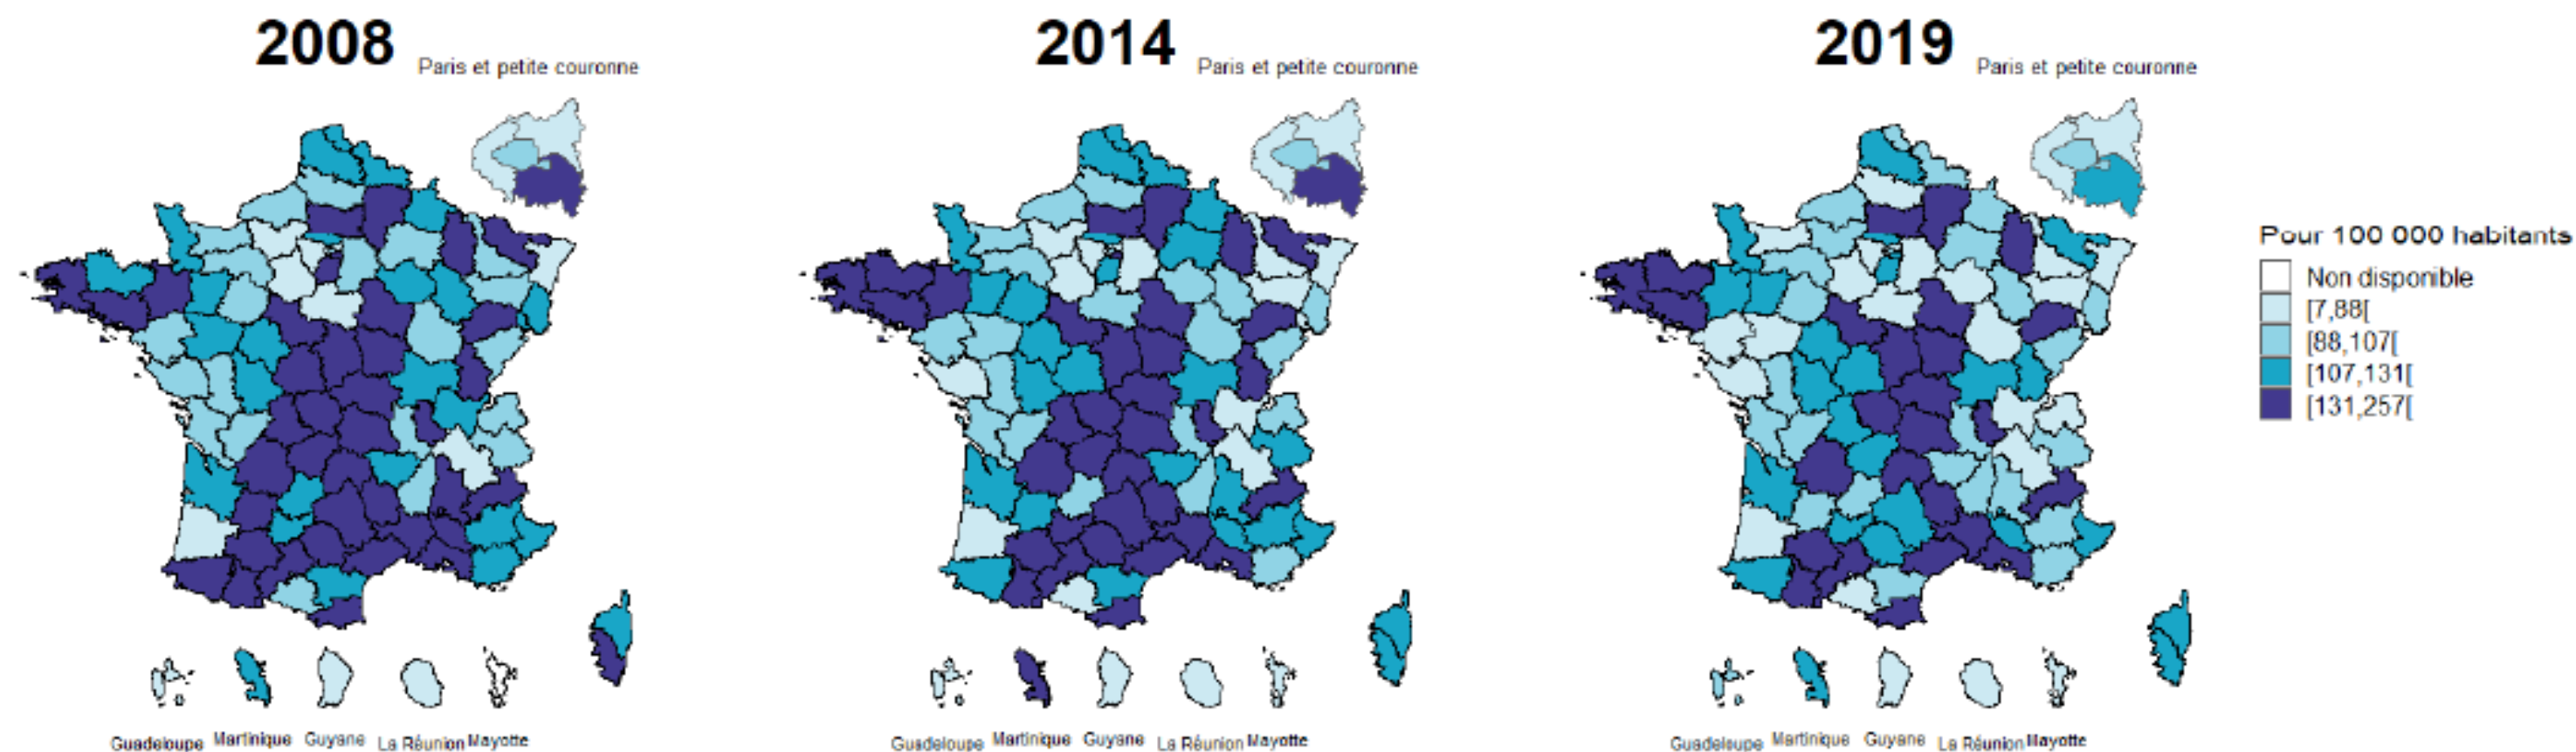 2008
Paris et petite couronne
2014
Paris et petite couronne
2019
Paris et petite couronne
Pour 100 000 habitants
Non disponible
[7,88[
[88,107[
[107,131[
[131,257[
Guadeloupe Martinique Guyane La Réunion Mayotte
Guadeloupe Martinique Guyane La Réunion Mayotte
Guadeloupe Martinique Guyane La Réunion Mayotte